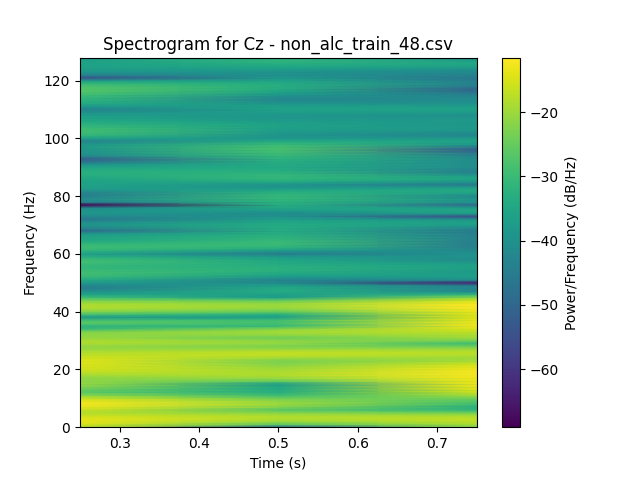 Spectrogram for Cz - non_alc_train_48.csv
120
100
80
60
40
20
0
Frequency (Hz)
0.3 0.4 0.5 0.6 0.7
Time (s)
−20
−30
−40
−50
−60
Power/Frequency (dB/Hz)